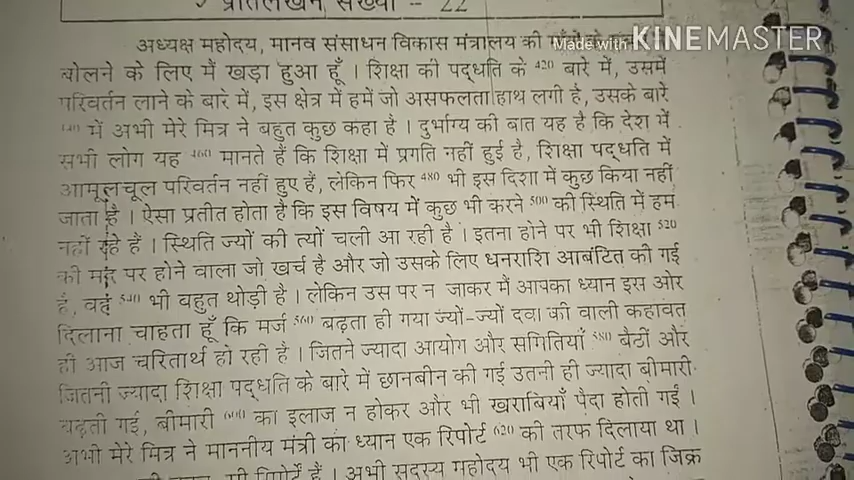 प्रतिलेखन संख्या - 22
Made with KINEMASTER
अध्यक्ष महोदय, मानव संसाधन विकास मंत्रालय की
बोलने के लिए मैं खड़ा हुआ हूँ । शिक्षा की पद्धति के 420 बारे में, उसमें
परिवर्तन लाने के बारे में, इस क्षेत्र में हमें जो असफलता हाथ लगी है, उसके बारे
440 में अभी मेरे मित्र ने बहुत कुछ कहा है । दुर्भाग्य की बात यह है कि देश में
सभी लोग यह 460 मानते हैं कि शिक्षा में प्रगति नहीं हुई है, शिक्षा पद्धति में
आमूलचूल परिवर्तन नहीं हुए हैं, लेकिन फिर 480 भी इस दिशा में कुछ किया नहीं
जाता है । ऐसा प्रतीत होता है कि इस विषय में कुछ भी करने 500 की स्थिति में हम
नहीं रहे हैं । स्थिति ज्यों की त्यों चली आ रही है । इतना होने पर भी शिक्षा 520
की मद पर होने वाला जो खर्च है और जो उसके लिए धनराशि आबंटित की गई
है, वह 540 भी बहुत थोड़ी है । लेकिन उस पर न जाकर मैं आपका ध्यान इस ओर
दिलाना चाहता हूँ कि मर्ज 560 बढ़ता ही गया ज्यों-ज्यों दवा की वाली कहावत
ही आज चरितार्थ हो रही है । जितने ज्यादा आयोग और समितियाँ 580 बैठीं और
जितनी ज्यादा शिक्षा पद्धति के बारे में छानबीन की गई उतनी ही ज्यादा बीमारी
बढ़ती गई, बीमारी 600 का इलाज न होकर और भी खराबियाँ पैदा होती गईं ।
अभी मेरे मित्र ने माननीय मंत्री का ध्यान एक रिपोर्ट 620 की तरफ दिलाया था ।
रिपोर्टें हैं । अभी सदस्य महोदय भी एक रिपोर्ट का जिक्र